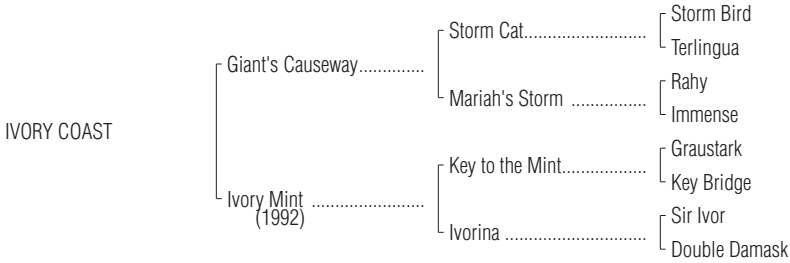 Storm Bird
Storm Cat..........................
Terlingua
Giant's Causeway..............
Rahy
Mariah's Storm ................
Immense
IVORY COAST
Graustark
Key to the Mint..................
Key Bridge
Ivory Mint ........................
(1992)
Sir Ivor
Ivorina ..............................
Double Damask